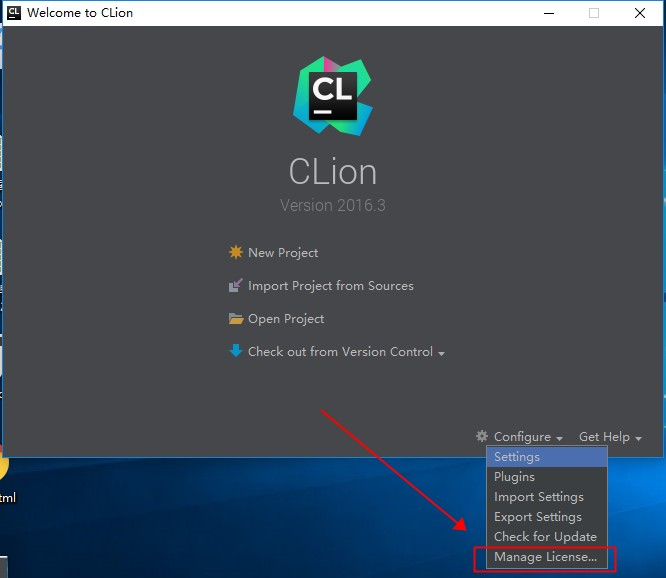 CL Welcome to CLion
CL
CLion
Version 2016.3
New Project
Import Project from Sources
Open Project
Check out from Version Control
Configure Get Help
Settings
Plugins
Import Settings
Export Settings
Check for Update
Manage License...
tml